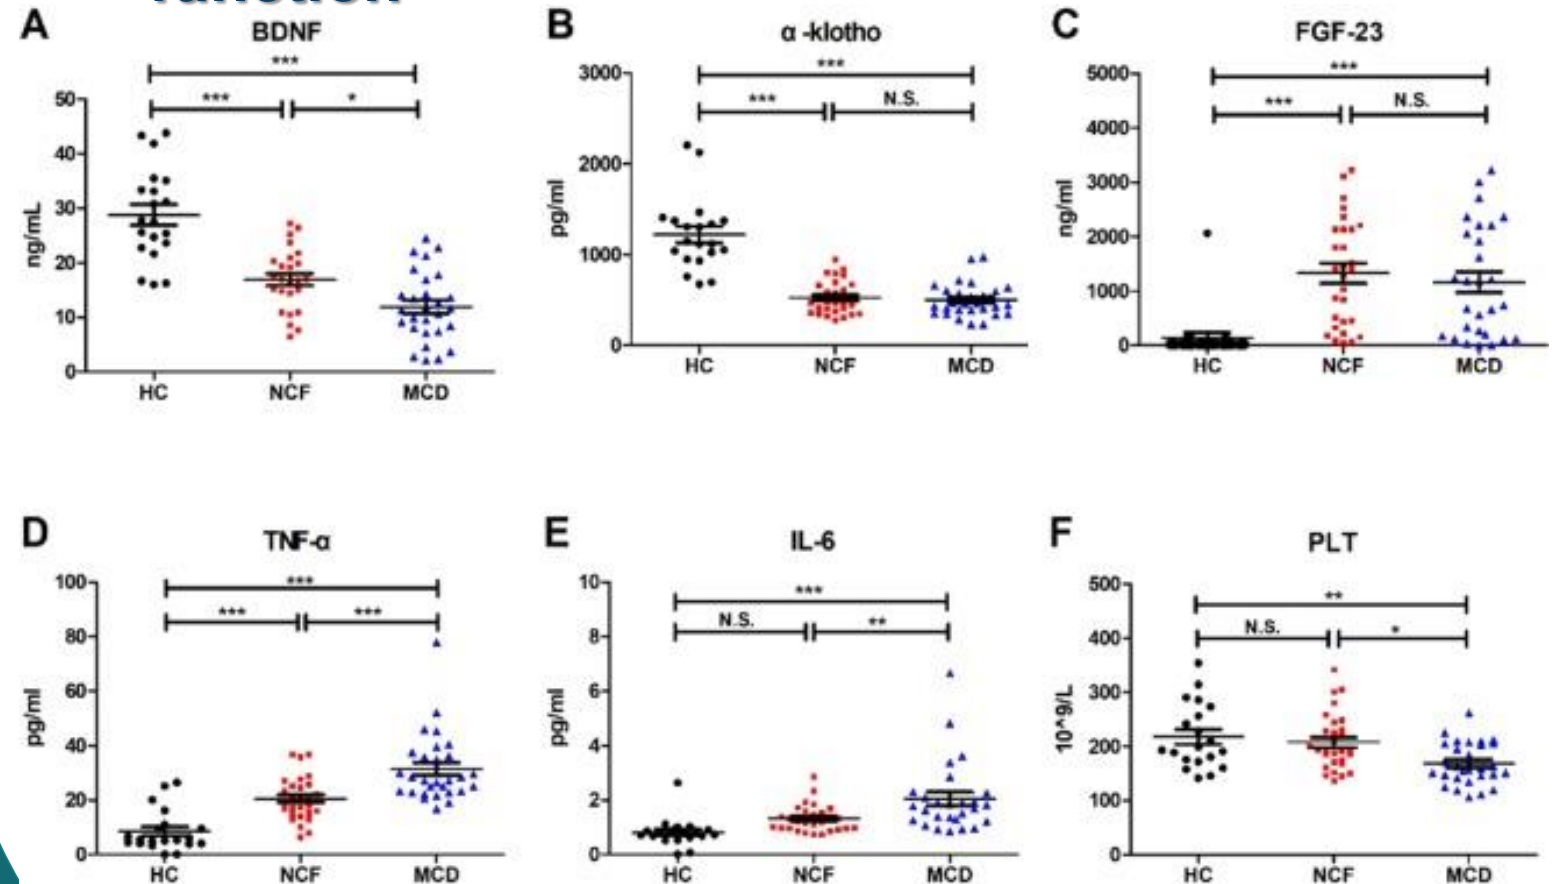 function
A
BDNF
***
***
*
50
40
30
20
10
0
ng/mL
HC
NCF
MCD
B
α -klotho
***
***
N.S.
3000
2000
1000
0
pg/ml
HC
NCF
MCD
C
FGF-23
***
***
N.S.
5000
4000
3000
2000
1000
0
ng/ml
HC
NCF
MCD
D
TNF-α
***
***
***
100
80
60
40
20
0
pg/ml
HC
NCF
MCD
E
IL-6
***
N.S.
**
10
8
6
4
2
0
pg/ml
HC
NCF
MCD
F
PLT
**
N.S.
*
500
400
300
200
100
0
10^9/L
HC
NCF
MCD